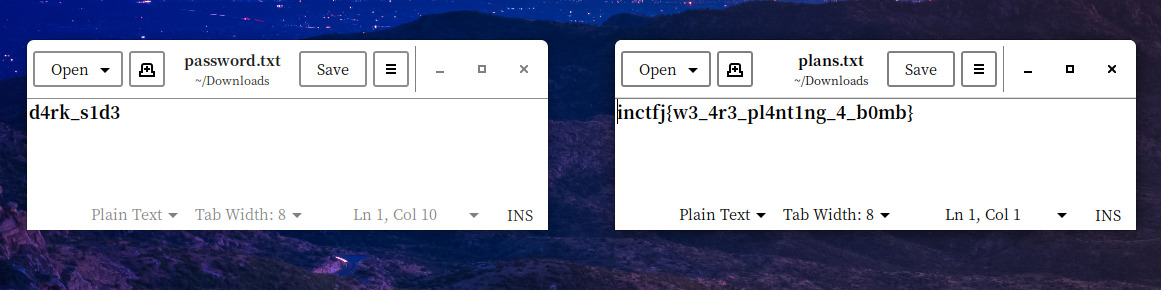 Open password.txt Save
~/Downloads
d4rk_s1d3
Plain Text Tab Width: 8 Ln 1, Col 10 INS
Open plans.txt Save
~/Downloads
inctfj{w3_4r3_pl4nt1ng_4_b0mb}
Plain Text Tab Width: 8 Ln 1, Col 1 INS